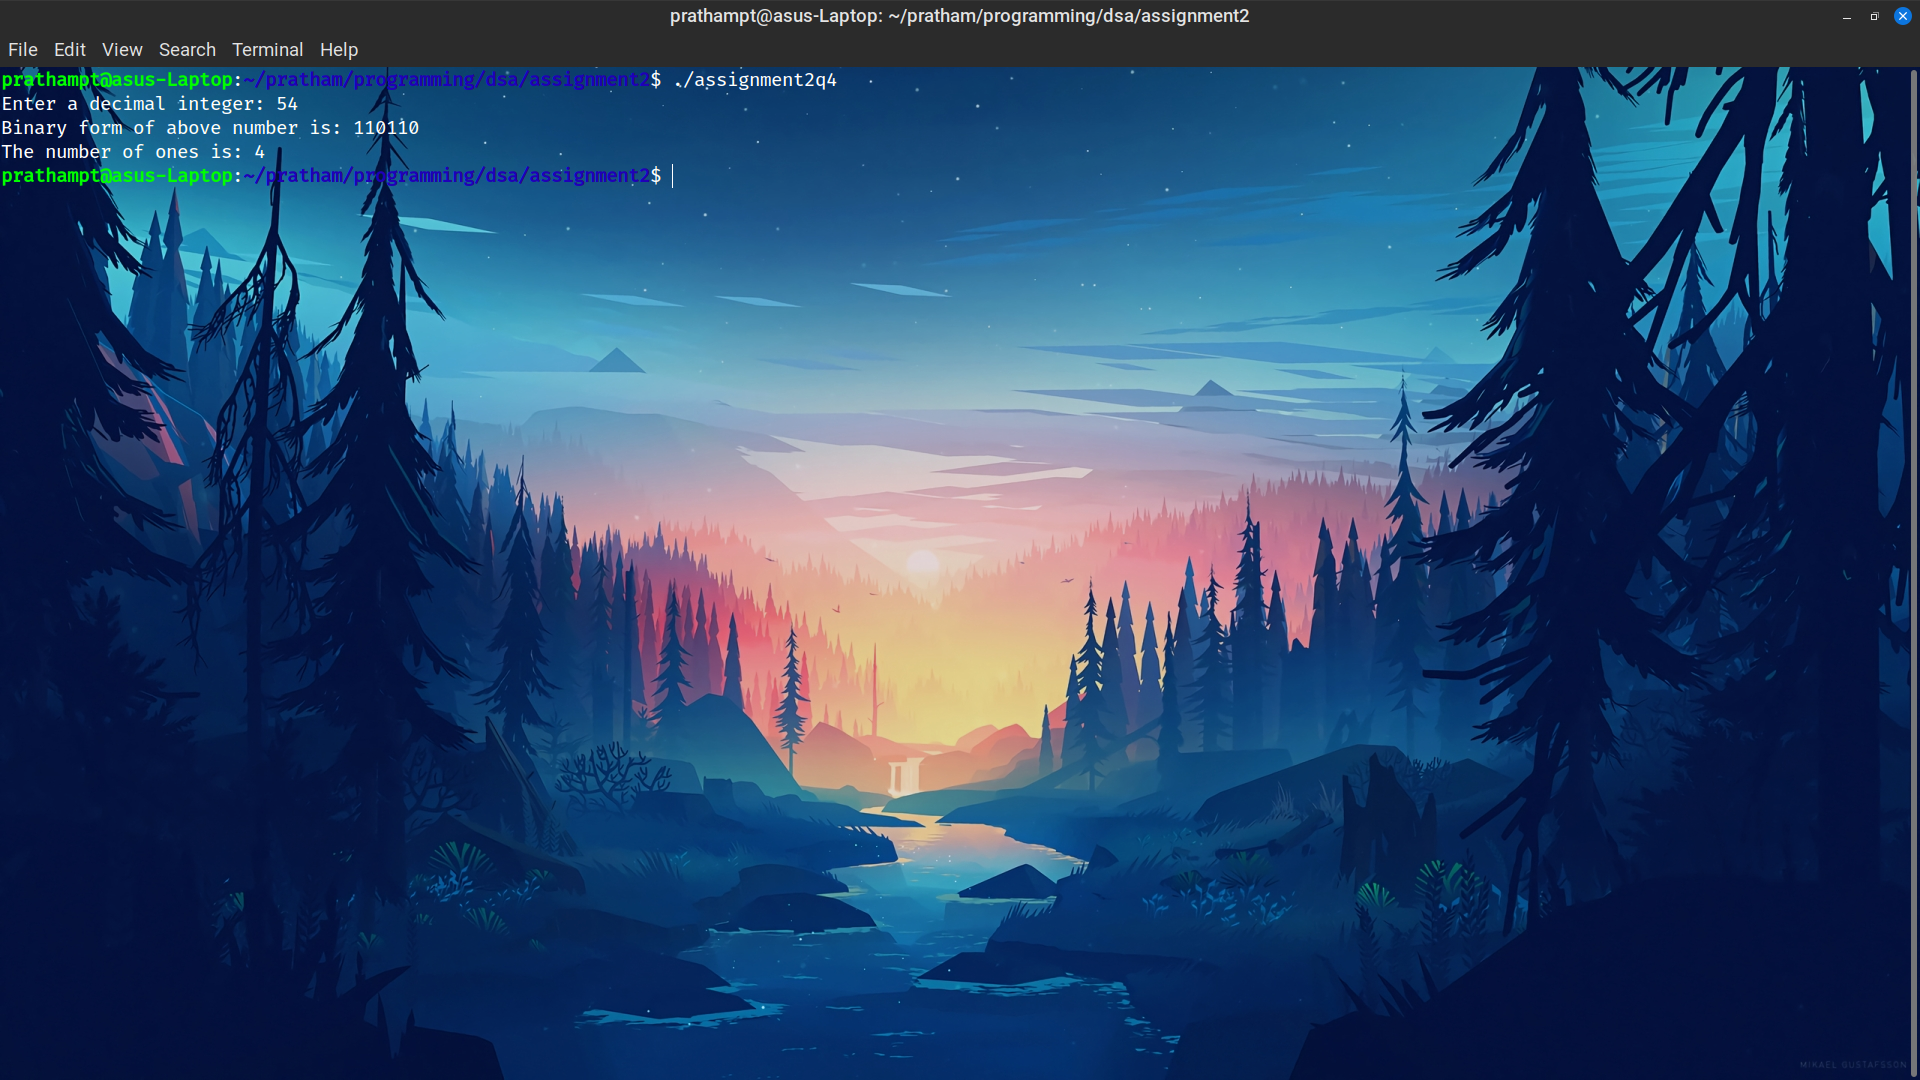 prathampt@asus-Laptop: ~/pratham/programming/dsa/assignment2
File Edit View Search Terminal Help
prathampt@asus-Laptop:~/pratham/programming/dsa/assignment2$ ./assignment2q4
Enter a decimal integer: 54
Binary form of above number is: 110110
The number of ones is: 4
prathampt@asus-Laptop:~/pratham/programming/dsa/assignment2$
MIKAEL GUSTAFSSON